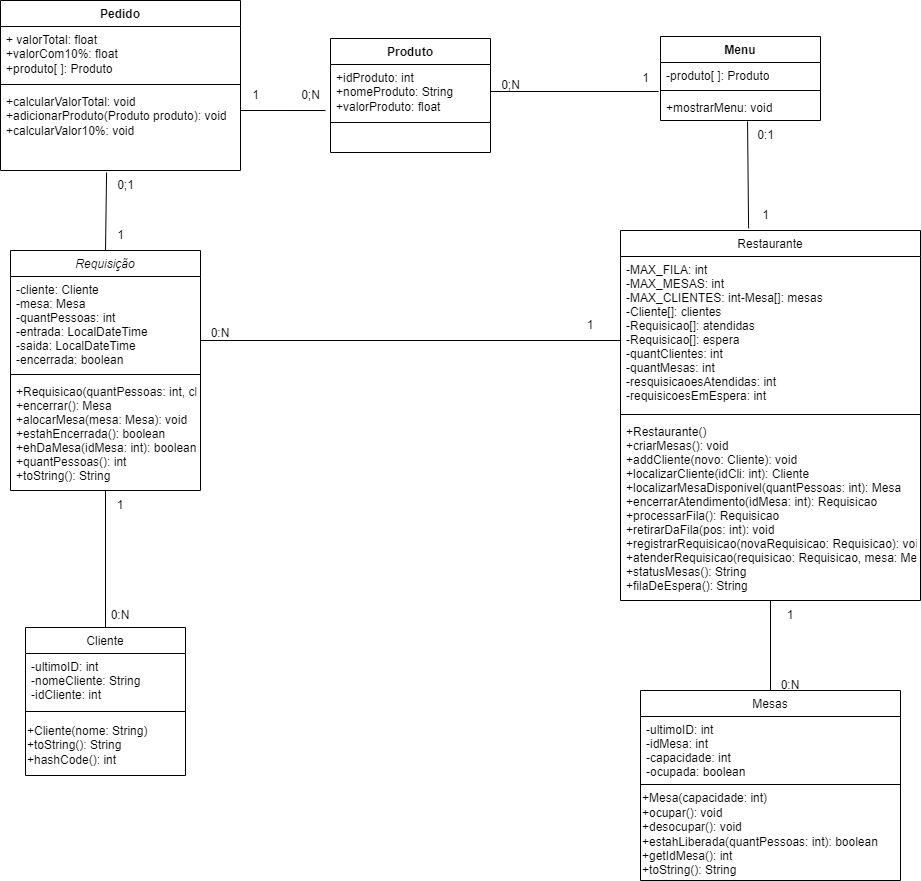 Pedido
+ valorTotal: float
+valorCom10%: float
+produto[ ]: Produto
+calcularValorTotal: void
+adicionarProduto(Produto produto): void
+calcularValor10%: void
1
0;N
Produto
+idProduto: int
+nomeProduto: String
+valorProduto: float
0;N
1
Menu
-produto[ ]: Produto
+mostrarMenu: void
0:1
1
0;1
1
Requisição
-cliente: Cliente
-mesa: Mesa
-quantPessoas: int
-entrada: LocalDateTime
-saida: LocalDateTime
-encerrada: boolean
+Requisicao(quantPessoas: int, cl
+encerrar(): Mesa
+alocarMesa(mesa: Mesa): void
+estahEncerrada(): boolean
+ehDaMesa(idMesa: int): boolean
+quantPessoas(): int
+toString(): String
0:N
1
Restaurante
-MAX_FILA: int
-MAX_MESAS: int
-MAX_CLIENTES: int-Mesa[]: mesas
-Cliente[]: clientes
-Requisicao[]: atendidas
-Requisicao[]: espera
-quantClientes: int
-quantMesas: int
-resquisicaoesAtendidas: int
-requisicoesEmEspera: int
+Restaurante()
+criarMesas(): void
+addCliente(novo: Cliente): void
+localizarCliente(idCli: int): Cliente
+localizarMesaDisponivel(quantPessoas: int): Mesa
+encerrarAtendimento(idMesa: int): Requisicao
+processarFila(): Requisicao
+retirarDaFila(pos: int): void
+registrarRequisicao(novaRequisicao: Requisicao): voi
+atenderRequisicao(requisicao: Requisicao, mesa: Me
+statusMesas(): String
+filaDeEspera(): String
1
0:N
Cliente
-ultimoID: int
-nomeCliente: String
-idCliente: int
+Cliente(nome: String)
+toString(): String
+hashCode(): int
1
0:N
Mesas
-ultimoID: int
-idMesa: int
-capacidade: int
-ocupada: boolean
+Mesa(capacidade: int)
+ocupar(): void
+desocupar(): void
+estahLiberada(quantPessoas: int): boolean
+getIdMesa(): int
+toString(): String